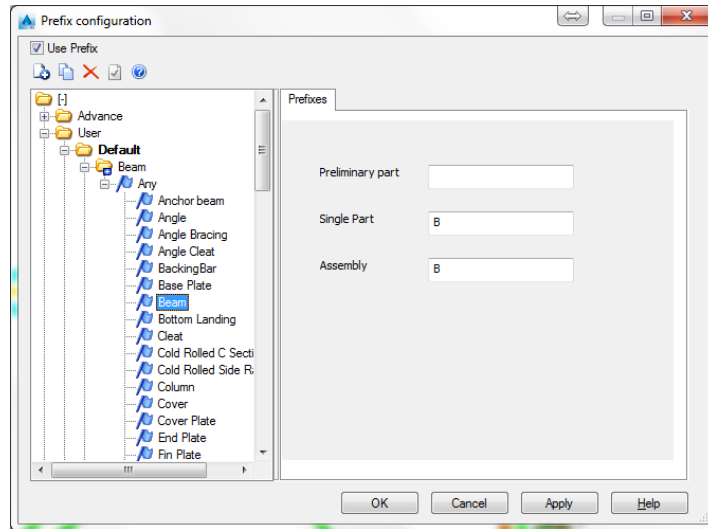 Prefix configuration
Use Prefix
[-]
Advance
User
Default
Beam
Any
Anchor beam
Angle
Angle Bracing
Angle Cleat
BackingBar
Base Plate
Beam
Bottom Landing
Cleat
Cold Rolled C Secti
Cold Rolled Side Ra
Column
Cover
Cover Plate
End Plate
Fin Plate
Prefixes
Preliminary part
Single Part B
Assembly B
OK Cancel Apply Help